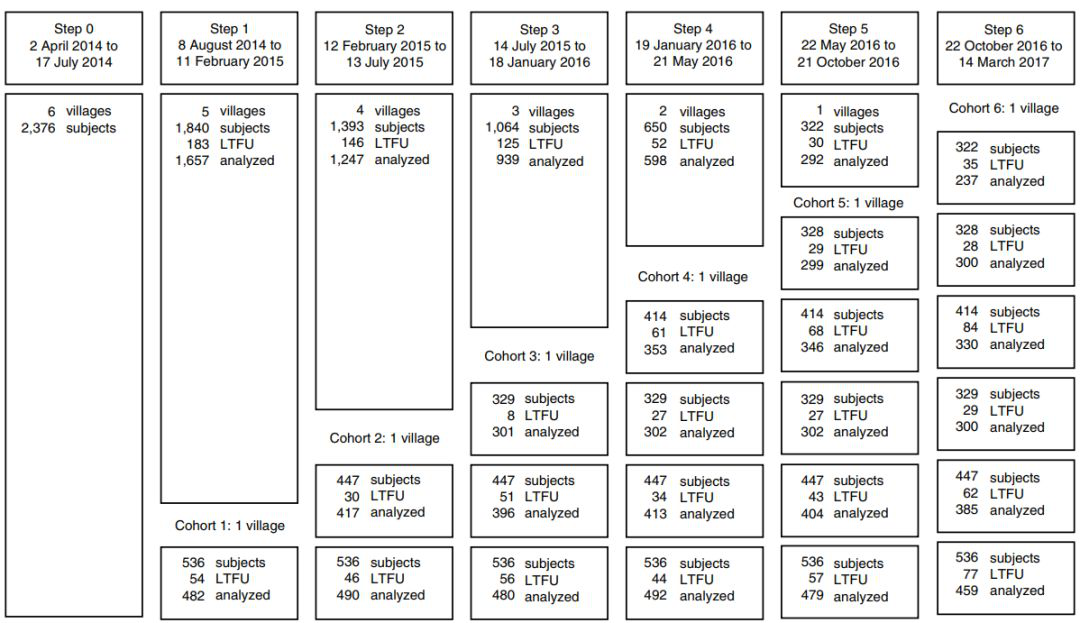 Step 0
2 April 2014 to
17 July 2014
6 villages
2,376 subjects
Step 1
8 August 2014 to
11 February 2015
5 villages
1,840 subjects
183 LTFU
1,657 analyzed
Cohort 1: 1 village
536 subjects
54 LTFU
482 analyzed
Step 2
12 February 2015 to
13 July 2015
4 villages
1,393 subjects
146 LTFU
1,247 analyzed
Cohort 2: 1 village
447 subjects
30 LTFU
417 analyzed
536 subjects
46 LTFU
490 analyzed
Step 3
14 July 2015 to
18 January 2016
3 villages
1,064 subjects
125 LTFU
939 analyzed
Cohort 3: 1 village
329 subjects
8 LTFU
301 analyzed
447 subjects
51 LTFU
396 analyzed
536 subjects
56 LTFU
480 analyzed
Step 4
19 January 2016 to
21 May 2016
2 villages
650 subjects
52 LTFU
598 analyzed
Cohort 4: 1 village
414 subjects
61 LTFU
353 analyzed
329 subjects
27 LTFU
302 analyzed
447 subjects
34 LTFU
413 analyzed
536 subjects
44 LTFU
492 analyzed
Step 5
22 May 2016 to
21 October 2016
1 villages
322 subjects
30 LTFU
292 analyzed
Cohort 5: 1 village
328 subjects
29 LTFU
299 analyzed
414 subjects
68 LTFU
346 analyzed
329 subjects
27 LTFU
302 analyzed
447 subjects
43 LTFU
404 analyzed
536 subjects
57 LTFU
479 analyzed
Step 6
22 October 2016 to
14 March 2017
Cohort 6: 1 village
322 subjects
35 LTFU
237 analyzed
328 subjects
28 LTFU
300 analyzed
414 subjects
84 LTFU
330 analyzed
329 subjects
29 LTFU
300 analyzed
447 subjects
62 LTFU
385 analyzed
536 subjects
77 LTFU
459 analyzed